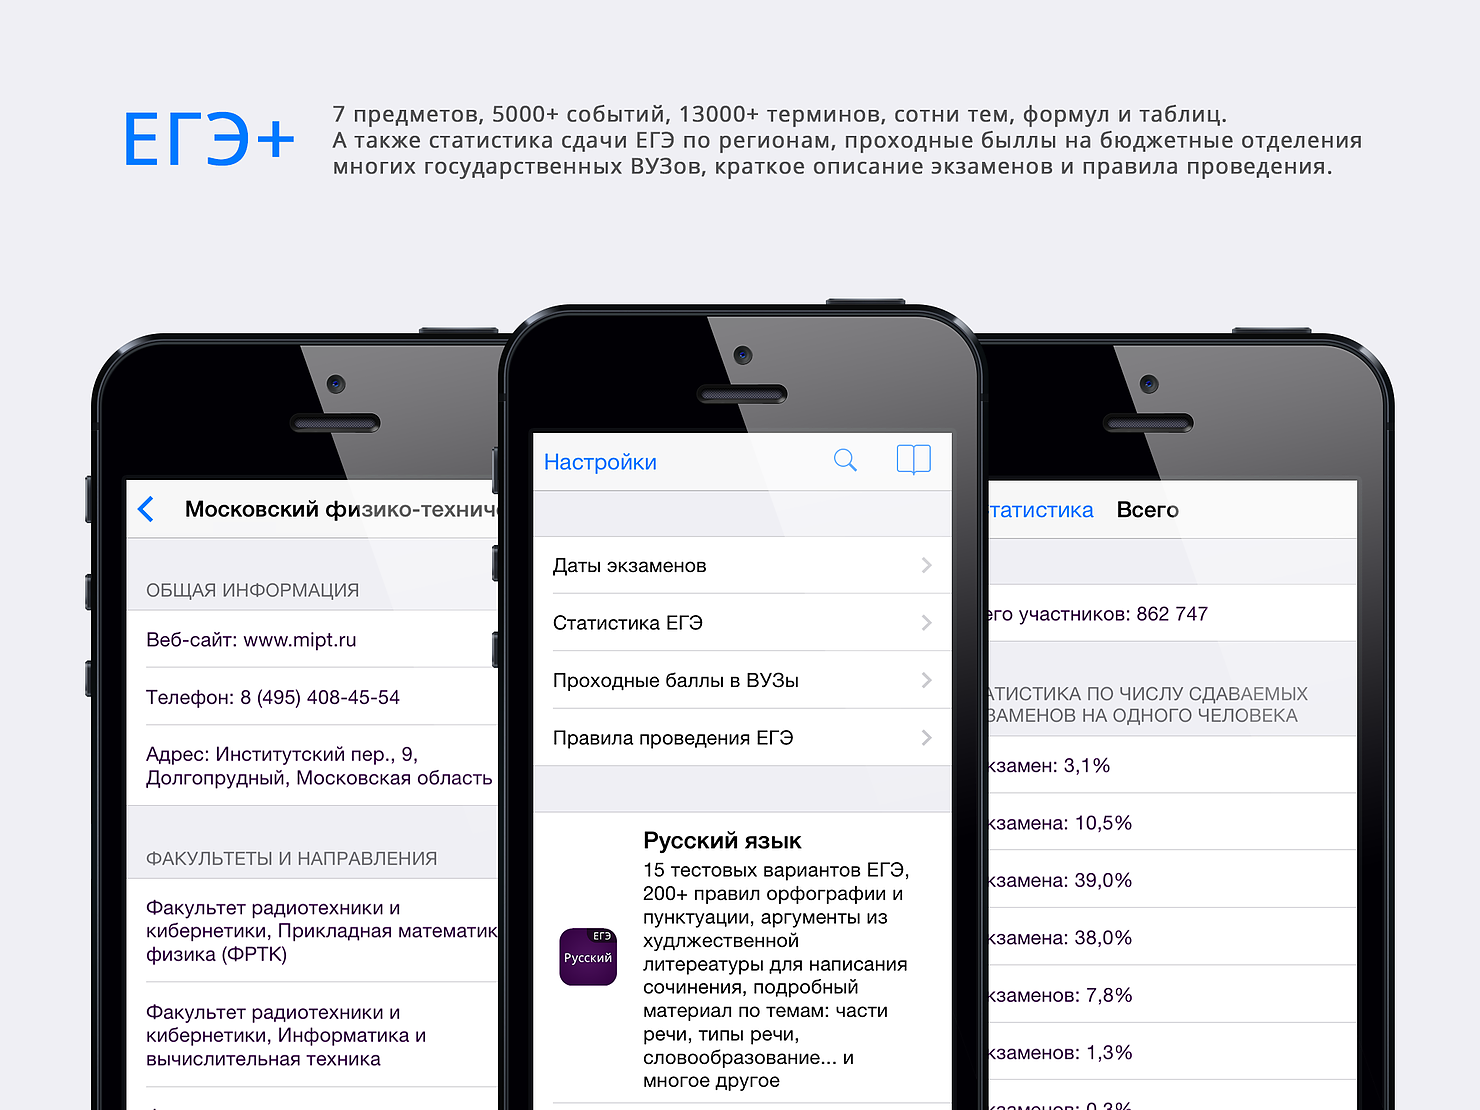 ЕГЭ+
7 предметов, 5000+ событий, 13000+ терминов, сотни тем, формул и таблиц.
А также статистика сдачи ЕГЭ по регионам, проходные быллы на бюджетные отделения
многих государственных ВУЗов, краткое описание экзаменов и правила проведения.
Московский физико-технич
ОБЩАЯ ИНФОРМАЦИЯ
Веб-сайт: www.mipt.ru
Телефон: 8 (495) 408-45-54
Адрес: Институтский пер., 9,
Долгопрудный, Московская область
ФАКУЛЬТЕТЫ И НАПРАВЛЕНИЯ
Факультет радиотехники и
кибернетики, Прикладная математик
физика (ФРТК)
Факультет радиотехники и
кибернетики, Информатика и
вычислительная техника
Настройки
Даты экзаменов
Статистика ЕГЭ
Проходные баллы в ВУЗы
Правила проведения ЕГЭ
ЕГЭ
Русский
Русский язык
15 тестовых вариантов ЕГЭ,
200+ правил орфографии и
пунктуации, аргументы из
худлжественной
литереатуры для написания
сочинения, подробный
материал по темам: части
речи, типы речи,
словообразование... и
многое другое
татистика Всего
его участников: 862 747
АТИСТИКА ПО ЧИСЛУ СДАВАЕМЫХ
ЗАМЕНОВ НА ОДНОГО ЧЕЛОВЕКА
кзамен: 3,1%
кзамена: 10,5%
кзамена: 39,0%
кзамена: 38,0%
кзаменов: 7,8%
кзаменов: 1,3%
кзаменов: 0,3%